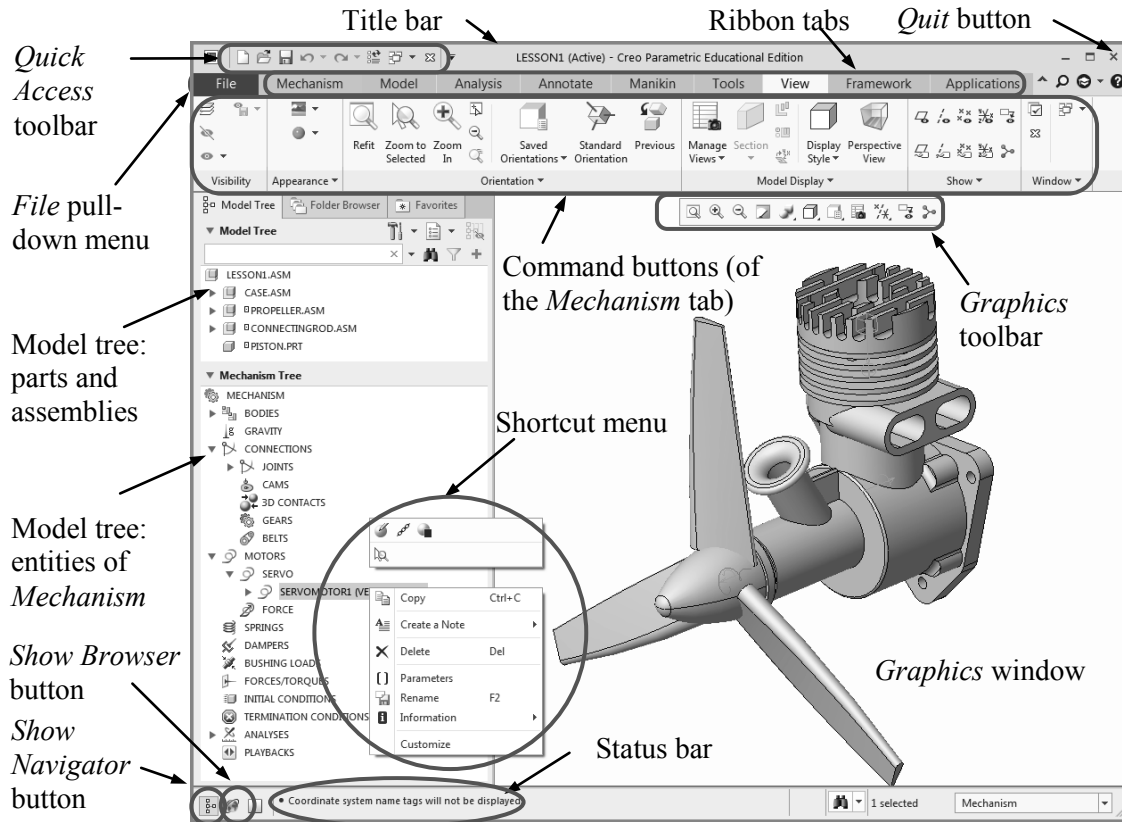 Title bar
Ribbon tabs
Quit button
Quick
Access
toolbar
LESSON1 (Active) - Creo Parametric Educational Edition
File
Mechanism
Model
Analysis
Annotate
Manikin
Tools
View
Framework
Applications
Refit
Zoom to
Selected
Zoom
In
Saved
Orientations
Standard
Orientation
Previous
Manage
Views
Section
Display
Style
Perspective
View
Visibility
Appearance
Orientation
Model Display
Show
Window
File pull-
down menu
Model Tree
Folder Browser
Favorites
Model Tree
LESSON1.ASM
CASE.ASM
PROPELLER.ASM
CONNECTINGROD.ASM
PISTON.PRT
Command buttons (of
the Mechanism tab)
Graphics
toolbar
Model tree:
parts and
assemblies
Mechanism Tree
MECHANISM
BODIES
GRAVITY
CONNECTIONS
JOINTS
CAMS
3D CONTACTS
GEARS
BELTS
MOTORS
SERVO
SERVOMOTOR1 (VE
FORCE
SPRINGS
DAMPERS
BUSHING LOADS
FORCES/TORQUES
INITIAL CONDITIONS
TERMINATION CONDITIONS
ANALYSES
PLAYBACKS
Shortcut menu
Copy Ctrl+C
Create a Note
Delete Del
Parameters
Rename F2
Information
Customize
Model tree:
entities of
Mechanism
Show Browser
button
Show
Navigator
button
Graphics window
Status bar
• Coordinate system name tags will not be displayed
1 selected
Mechanism